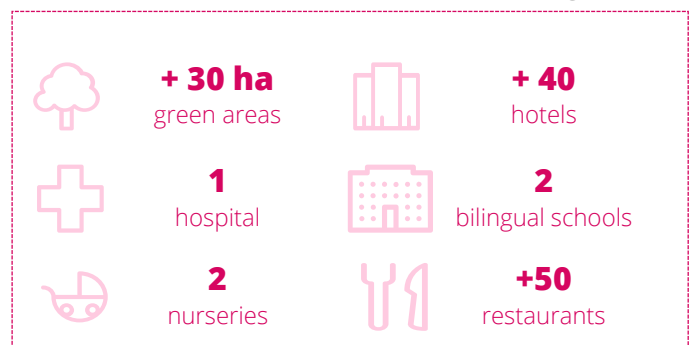 + 30 ha
green areas
+ 40
hotels
1
hospital
2
bilingual schools
2
nurseries
+50
restaurants